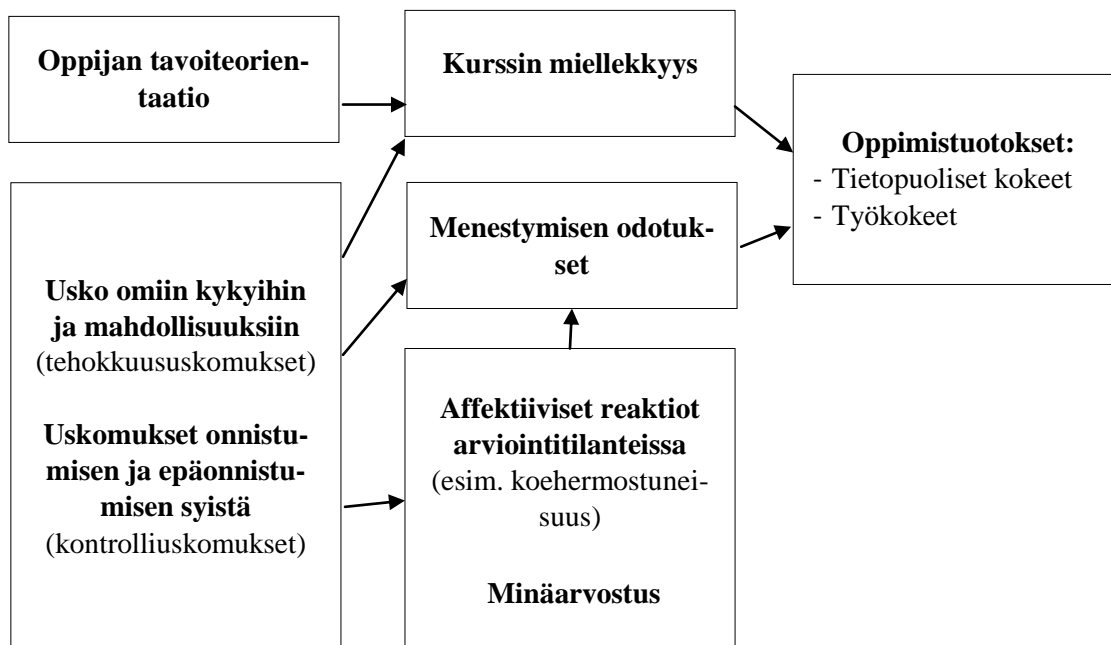 Oppijan tavoiteorien-
taatio
Kurssin miellekkyys
Oppimistuotokset:
- Tietopuoliset kokeet
- Työkokeet
Usko omiin kykyihin
ja mahdollisuuksiin
(tehokkuususkomukset)
Uskomukset onnistu-
misen ja epäonnistu-
misen syistä
(kontrolliuskomukset)
Menestymisen odotuk-
set
Affektiiviset reaktiot
arviointitilanteissa
(esim. koehermostunei-
suus)
Minäarvostus